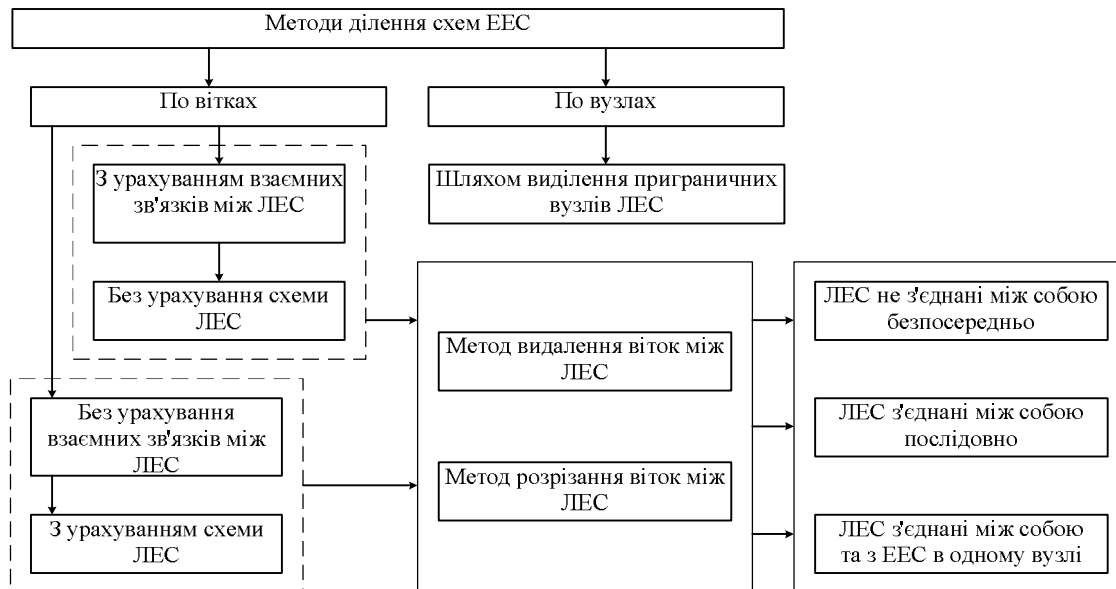 Методи ділення схем ЕЕС
По вітках
По вузлах
З урахуванням взаємних
зв'язків між ЛЕС
Шляхом виділення приграничних
вузлів ЛЕС
Без урахування схеми
ЛЕС
Без урахування
взаємних зв'язків між
ЛЕС
З урахуванням схеми
ЛЕС
Метод видалення віток між
ЛЕС
Метод розрізання віток між
ЛЕС
ЛЕС не з'єднані між собою
безпосередньо
ЛЕС з'єднані між собою
послідовно
ЛЕС з'єднані між собою
та з ЕЕС в одному вузлі